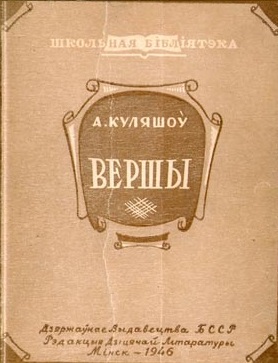 ШКОЛЬНАЯ БІБЛІЯТЭКА
А. КУЛЯШОЎ
ВЕРШЫ
Дзяржаўнае Выдавецтва БССР
Рэдакцыя Дзіцячай Літаратуры
Мінск — 1946